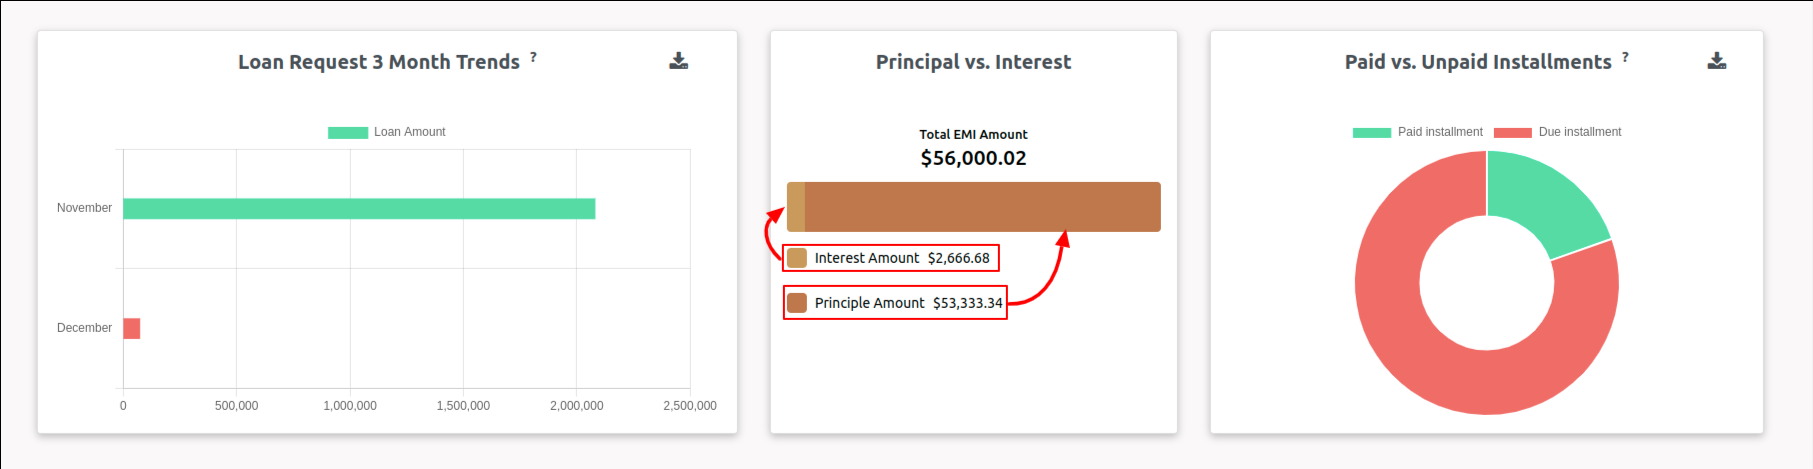 Loan Request 3 Month Trends ?
Loan Amount
November
December
0 500,000 1,000,000 1,500,000 2,000,000 2,500,000
Principal vs. Interest
Total EMI Amount
$56,000.02
Interest Amount $2,666.68
Principle Amount $53,333.34
Paid vs. Unpaid Installments ?
Paid installment Due installment